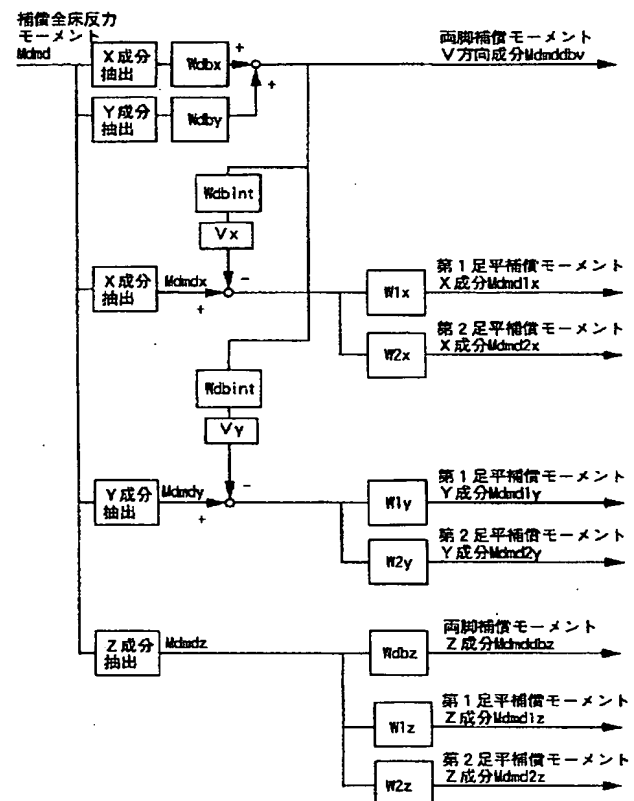 補償全床反力
モーメント
Mdmd
X成分
抽出
Wdbx
+
+
両脚補償モーメント
V方向成分Mdmddbv
Y成分
抽出
Wdby
Wdbint
Vx
-
X成分
抽出
Mdmdx
+
W1x
第1足平補償モーメント
X成分Mdmd1x
W2x
第2足平補償モーメント
X成分Mdmd2x
Wdbint
Vy
-
Y成分
抽出
Mdmdy
+
W1y
第1足平補償モーメント
Y成分Mdmd1y
W2y
第2足平補償モーメント
Y成分Mdmd2y
Z成分
抽出
Mdmdz
Wdbz
両脚補償モーメント
Z成分Mdmddbz
W1z
第1足平補償モーメント
Z成分Mdmd1z
W2z
第2足平補償モーメント
Z成分Mdmd2z